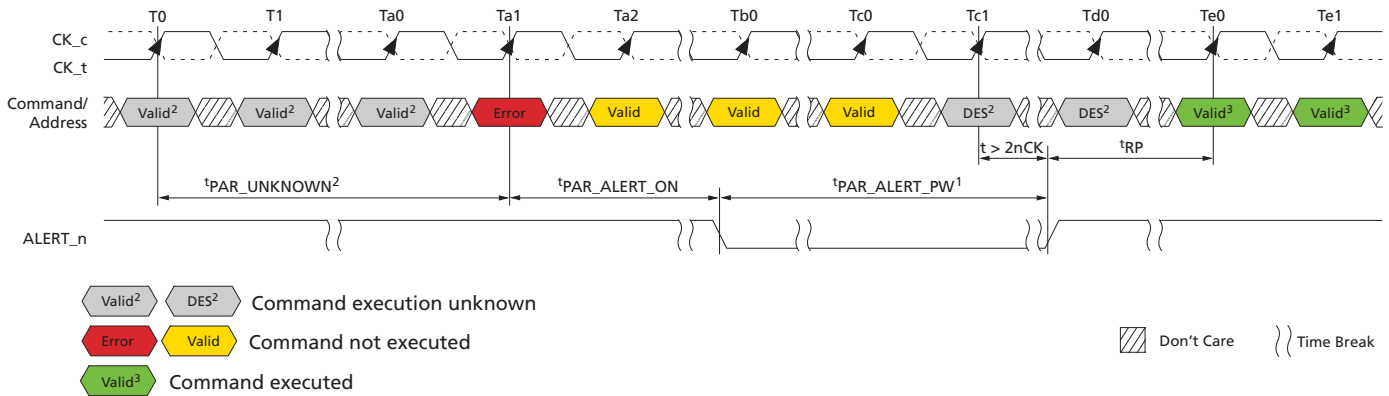 T0 T1 Ta0 Ta1 Ta2 Tb0 Tc0 Tc1 Td0 Te0 Te1
CK_c
CK_t
Command/
Address
Valid² Valid² Valid² Error Valid Valid Valid DES² DES² Valid³ Valid³
t > 2nCK
ᵗRP
ᵗPAR_UNKNOWN² ᵗPAR_ALERT_ON ᵗPAR_ALERT_PW¹
ALERT_n
Valid² DES² Command execution unknown
Error Valid Command not executed
Don't Care Time Break
Valid³ Command executed